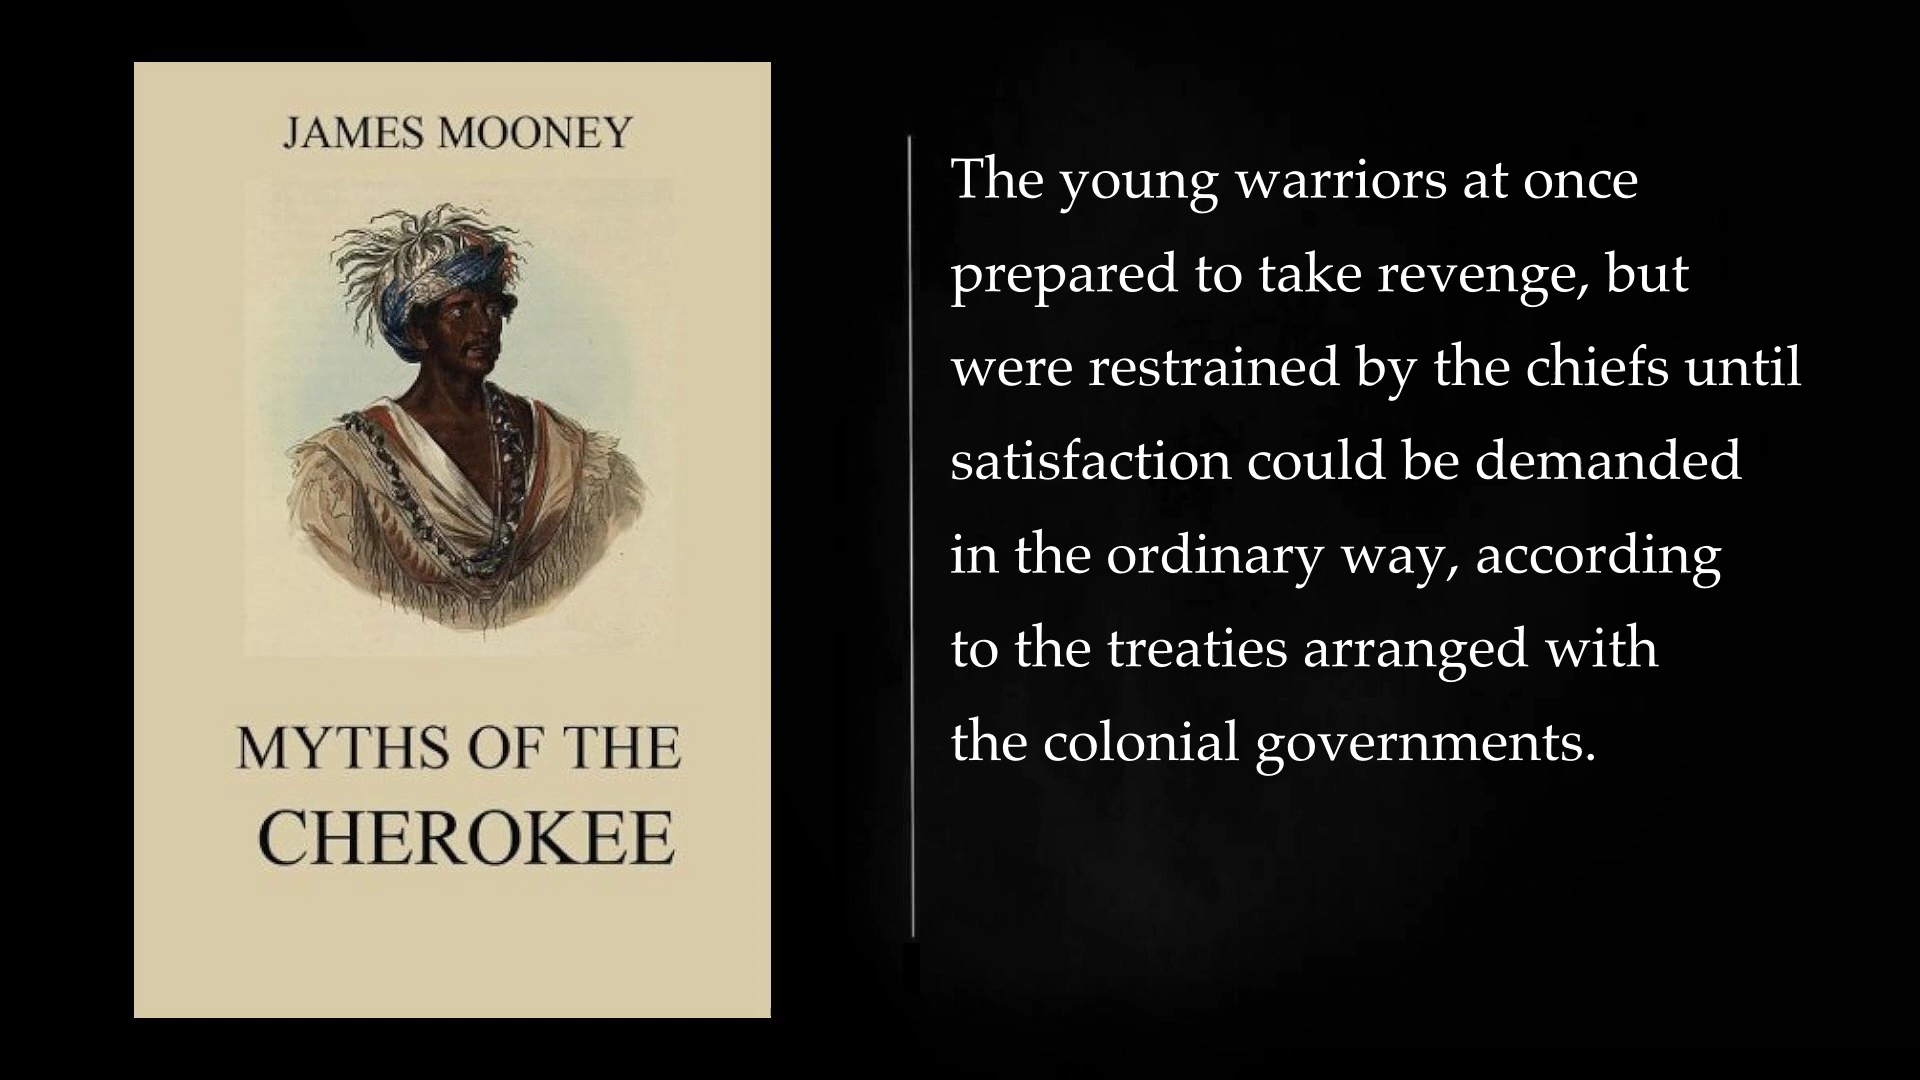 JAMES MOONEY
MYTHS OF THE
CHEROKEE
The young warriors at once
prepared to take revenge, but
were restrained by the chiefs until
satisfaction could be demanded
in the ordinary way, according
to the treaties arranged with
the colonial governments.